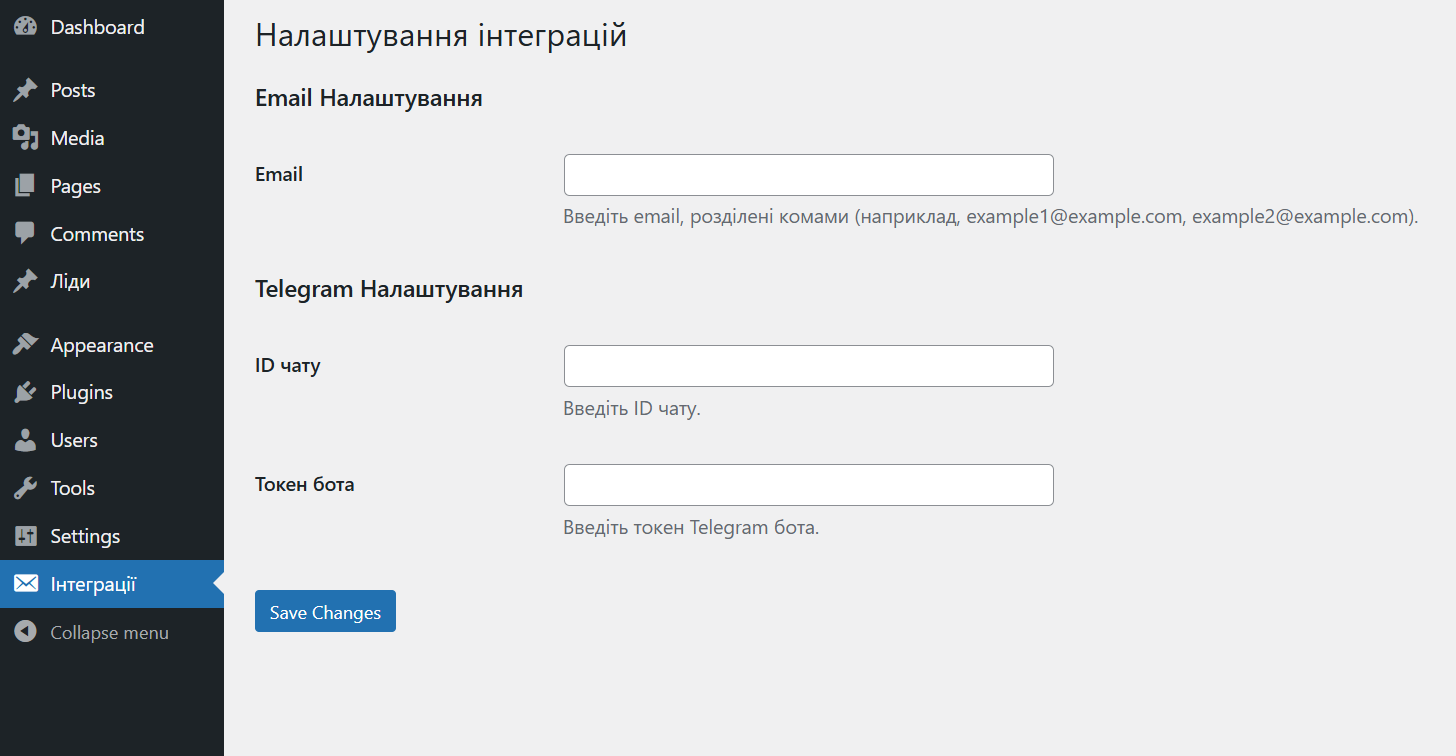 Dashboard
Posts
Media
Pages
Comments
Ліди
Appearance
Plugins
Users
Tools
Settings
Інтеграції
Collapse menu
Налаштування інтеграцій
Email Налаштування
Email
Введіть email, розділені комами (наприклад, example1@example.com, example2@example.com).
Telegram Налаштування
ID чату
Введіть ID чату.
Токен бота
Введіть токен Telegram бота.
Save Changes